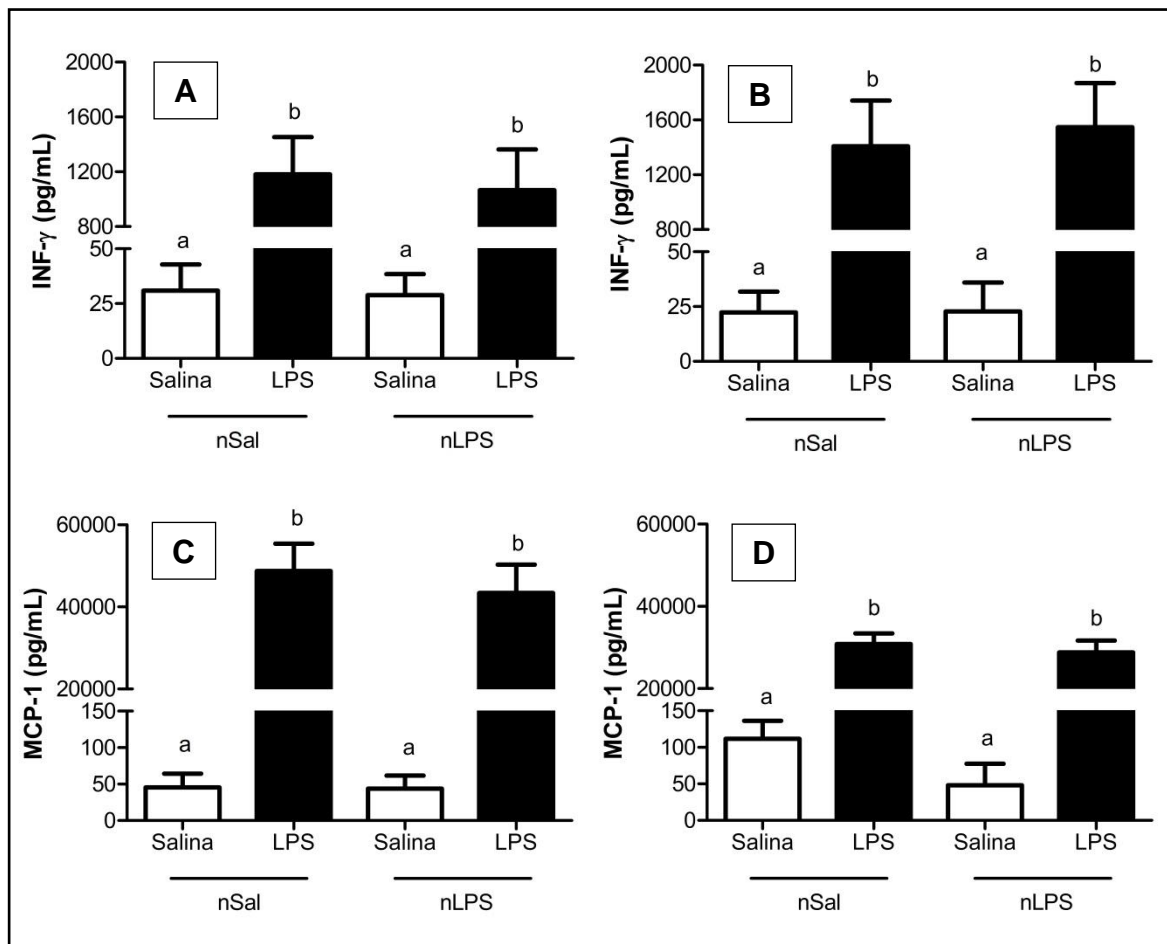 A
INF-γ (pg/mL)
2000
1600
1200
800
50
25
0
a
b
a
b
Salina
LPS
Salina
LPS
nSal
nLPS
B
INF-γ (pg/mL)
2000
1600
1200
800
50
25
0
a
b
a
b
Salina
LPS
Salina
LPS
nSal
nLPS
C
MCP-1 (pg/mL)
60000
40000
20000
150
100
50
0
a
b
a
b
Salina
LPS
Salina
LPS
nSal
nLPS
D
MCP-1 (pg/mL)
60000
40000
20000
150
100
50
0
a
b
a
b
Salina
LPS
Salina
LPS
nSal
nLPS